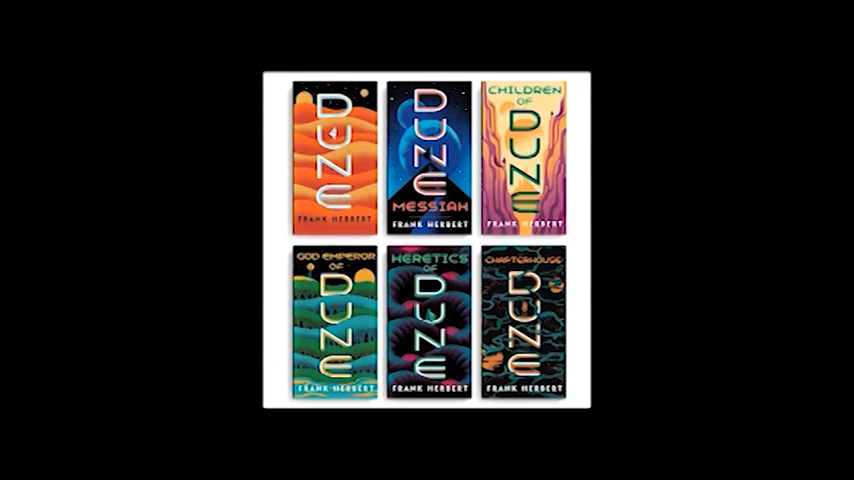 DUNE
FRANK HERBERT
DUNE
MESSIAH
FRANK HERBERT
CHILDREN
OF
DUNE
FRANK HERBERT
GOD EMPEROR
OF
DUNE
FRANK HERBERT
HERETICS
OF
DUNE
FRANK HERBERT
CHAPTERHOUSE:
DUNE
FRANK HERBERT